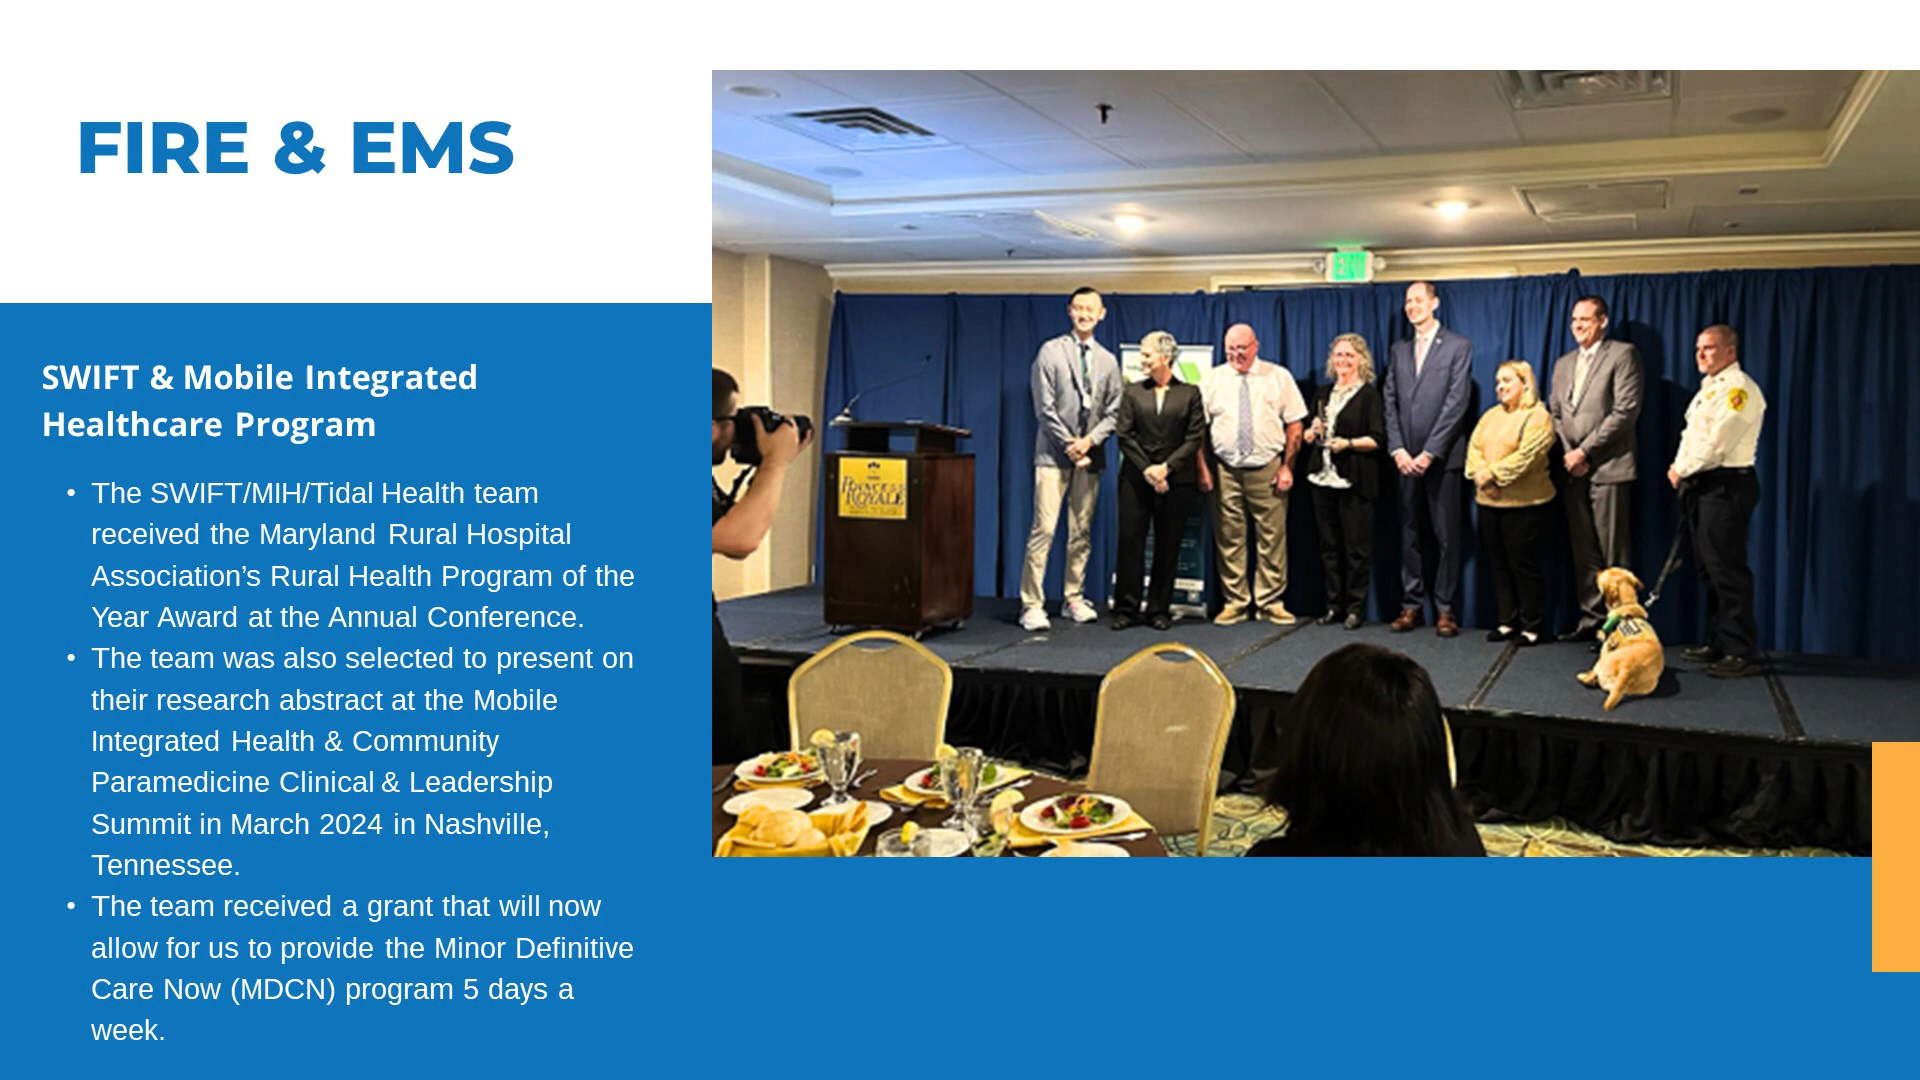 FIRE & EMS
SWIFT & Mobile Integrated
Healthcare Program
• The SWIFT/MIH/Tidal Health team
received the Maryland Rural Hospital
Association’s Rural Health Program of the
Year Award at the Annual Conference.
• The team was also selected to present on
their research abstract at the Mobile
Integrated Health & Community
Paramedicine Clinical & Leadership
Summit in March 2024 in Nashville,
Tennessee.
• The team received a grant that will now
allow for us to provide the Minor Definitive
Care Now (MDCN) program 5 days a
week.
EXIT
PRINCESS
ROYALE